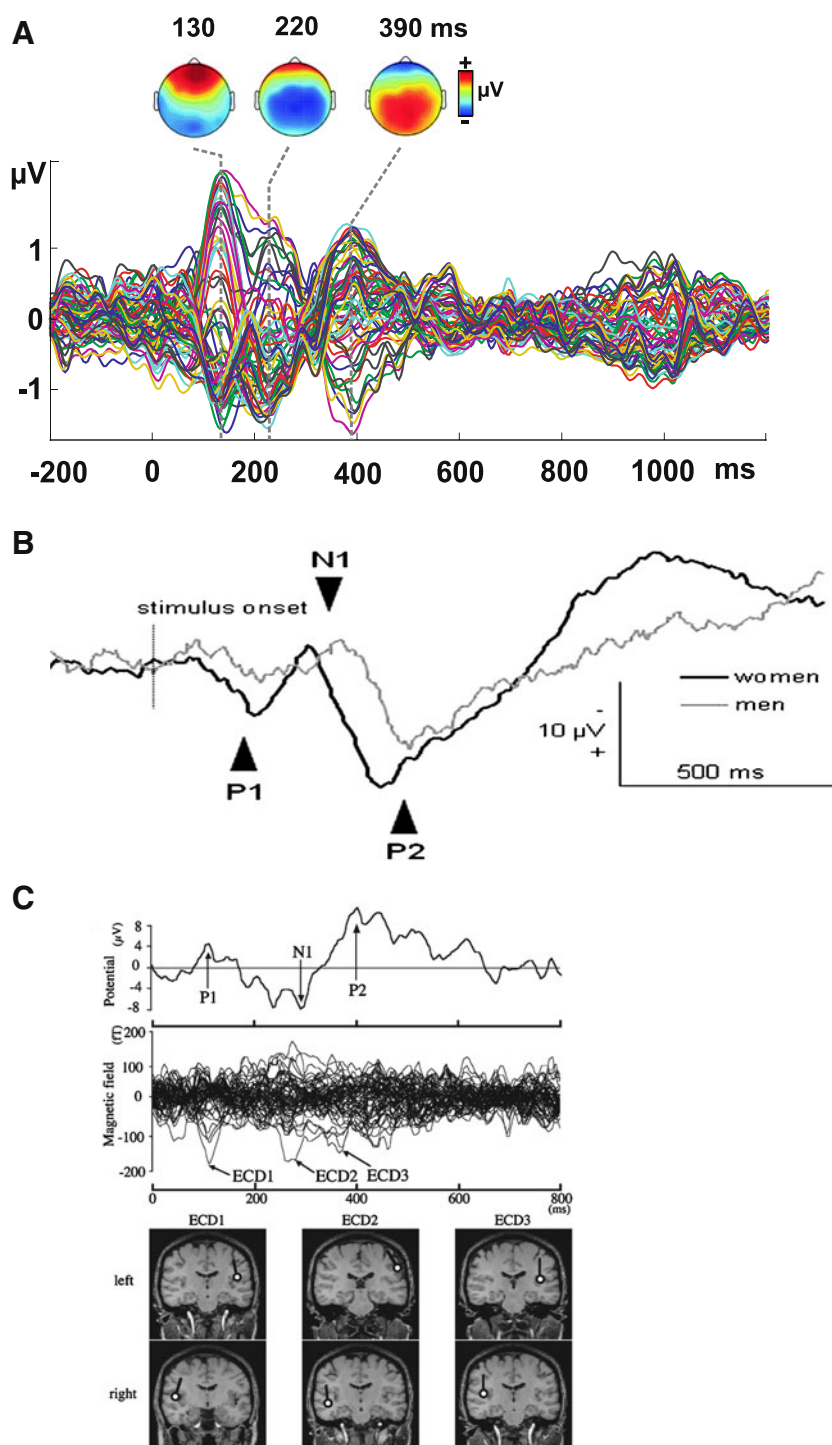 A
130 220 390 ms
+
µV
-
µV
1
0
-1
-200 0 200 400 600 800 1000 ms
B
N1
stimulus onset
women
men
-
10 µV
+
500 ms
P1
P2
C
Potential (µV)
8
4
0
-4
-8
P1
N1
P2
Magnetic field (fT)
200
100
0
-100
-200
ECD1
ECD2
ECD3
0 200 400 600 800
(ms)
ECD1 ECD2 ECD3
left
right